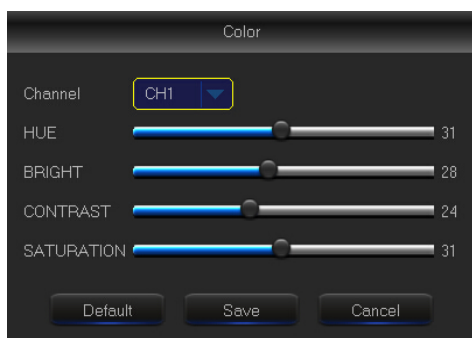 Color
Channel CH1
HUE 31
BRIGHT 28
CONTRAST 24
SATURATION 31
Default Save Cancel